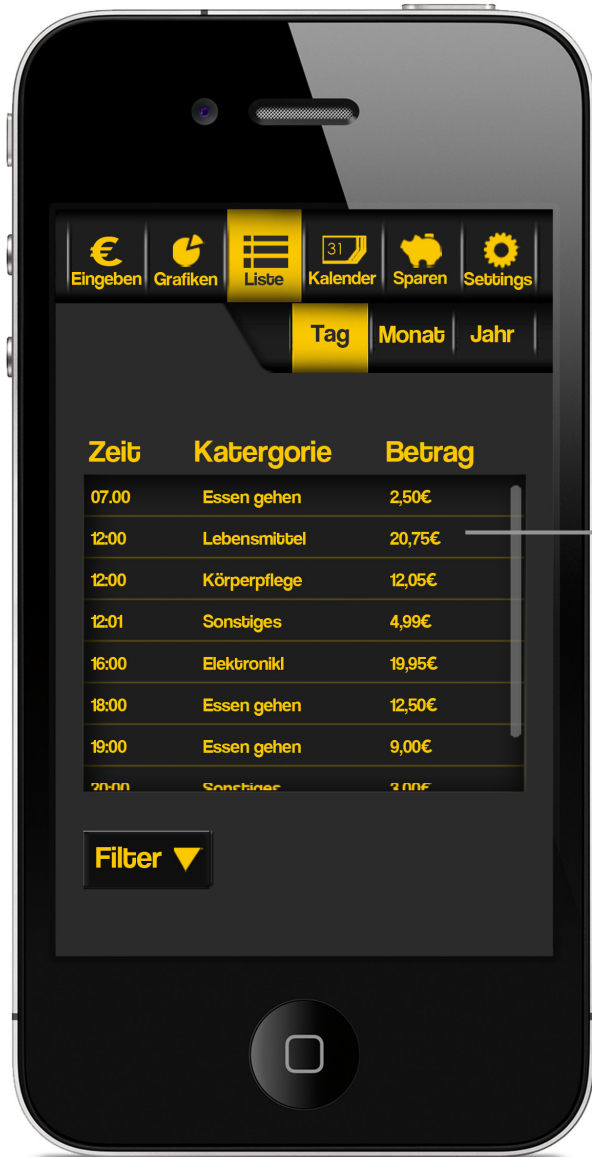 Eingeben Grafiken Liste 31 Kalender Sparen Settings
Tag Monat Jahr
Zeit Katergorie Betrag
07.00 Essen gehen 2,50€
12:00 Lebensmittel 20,75€
12:00 Körperpflege 12,05€
12:01 Sonstiges 4,99€
16:00 Elektronikl 19,95€
18:00 Essen gehen 12,50€
19:00 Essen gehen 9,00€
20:00 Sonstiges 3,00€
Filter